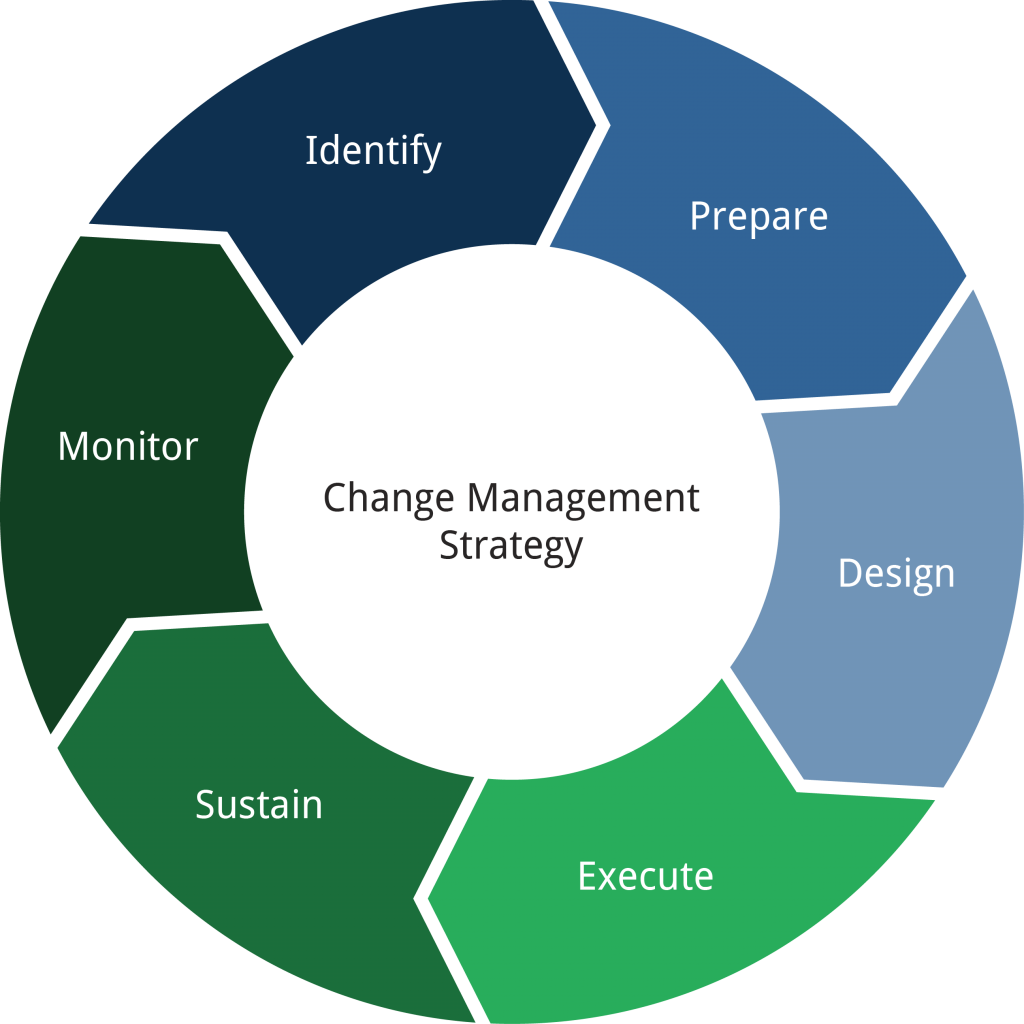 Identify
Prepare
Design
Execute
Sustain
Monitor
Change Management
Strategy